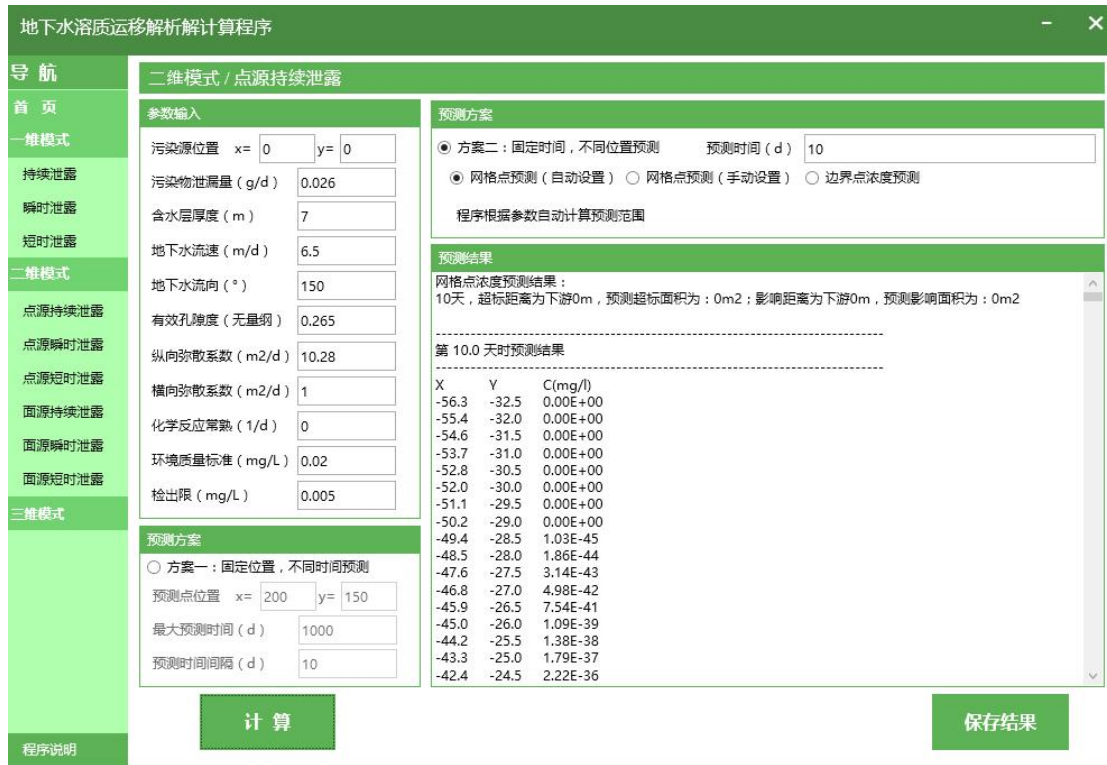 地下水溶质运移解析解计算程序
导 航
首 页
一维模式
持续泄露
瞬时泄露
短时泄露
二维模式
点源持续泄露
点源瞬时泄露
点源短时泄露
面源持续泄露
面源瞬时泄露
面源短时泄露
三维模式
程序说明
二维模式 / 点源持续泄露
参数输入
污染源位置 x= 0 y= 0
污染物泄漏量 ( g/d ) 0.026
含水层厚度 ( m ) 7
地下水流速 ( m/d ) 6.5
地下水流向 ( ° ) 150
有效孔隙度 ( 无量纲 ) 0.265
纵向弥散系数 ( m2/d ) 10.28
横向弥散系数 ( m2/d ) 1
化学反应常熟 ( 1/d ) 0
环境质量标准 ( mg/L ) 0.02
检出限 ( mg/L ) 0.005
预测方案
方案一：固定位置，不同时间预测
预测点位置 x= 200 y= 150
最大预测时间 ( d ) 1000
预测时间间隔 ( d ) 10
计 算
预测方案
方案二：固定时间，不同位置预测 预测时间 ( d ) 10
网格点预测 ( 自动设置 ) 网格点预测 ( 手动设置 ) 边界点浓度预测
程序根据参数自动计算预测范围
预测结果
网格点浓度预测结果：
10天，超标距离为下游0m，预测超标面积为：0m2；影响距离为下游0m，预测影响面积为：0m2
第 10.0 天时预测结果
X Y C(mg/l)
-56.3 -32.5 0.00E+00
-55.4 -32.0 0.00E+00
-54.6 -31.5 0.00E+00
-53.7 -31.0 0.00E+00
-52.8 -30.5 0.00E+00
-52.0 -30.0 0.00E+00
-51.1 -29.5 0.00E+00
-50.2 -29.0 0.00E+00
-49.4 -28.5 1.03E-45
-48.5 -28.0 1.86E-44
-47.6 -27.5 3.14E-43
-46.8 -27.0 4.98E-42
-45.9 -26.5 7.54E-41
-45.0 -26.0 1.09E-39
-44.2 -25.5 1.38E-38
-43.3 -25.0 1.79E-37
-42.4 -24.5 2.22E-36
保存结果